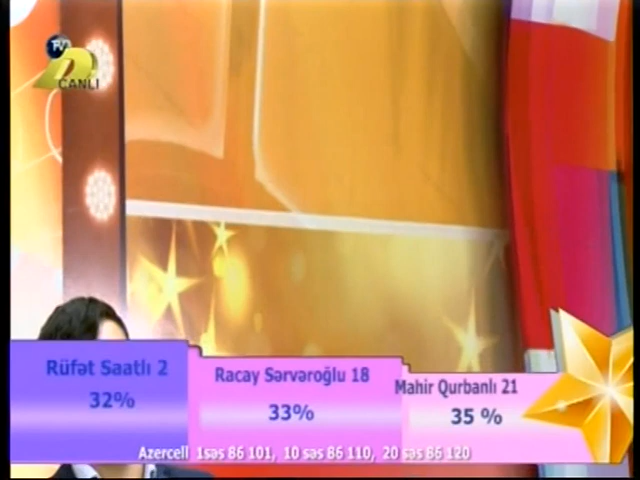 TV
CANLI
Rüfət Saatlı 2
32%
Racay Sərvəroğlu 18
33%
Mahir Qurbanlı 21
35 %
Azercell 1səs 86 101, 10 səs 86 110, 20 səs 86 120